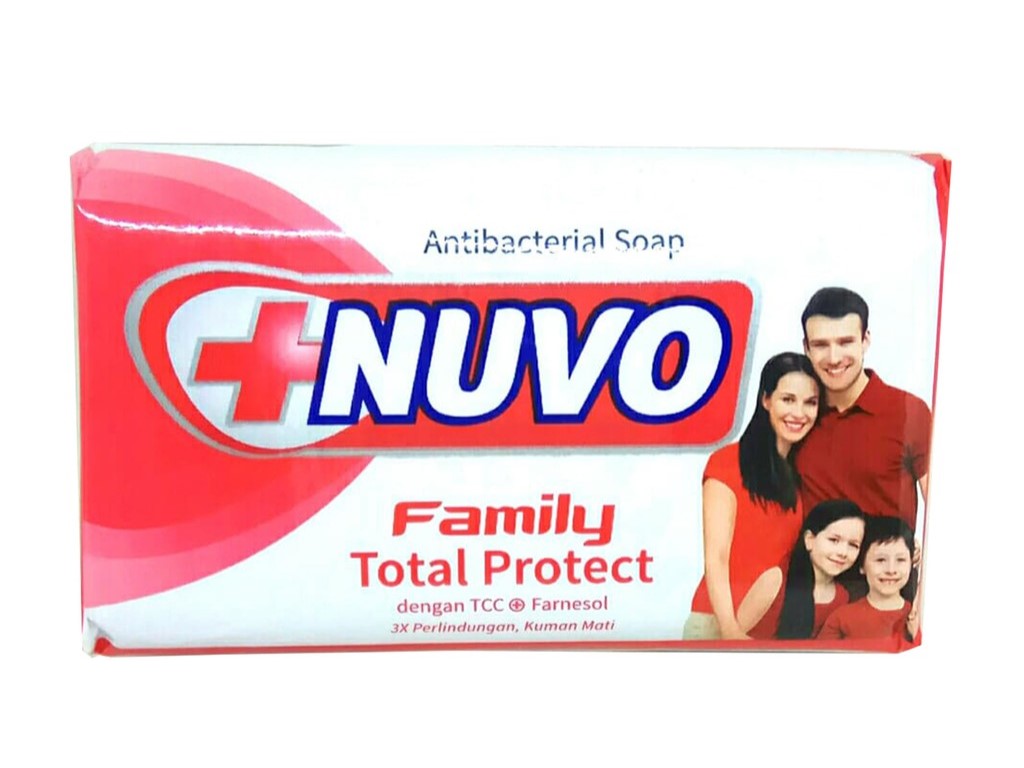 Antibacterial Soap
NUVO
Family
Total Protect
dengan TCC Farnesol
3X Perlindungan, Kuman Mati